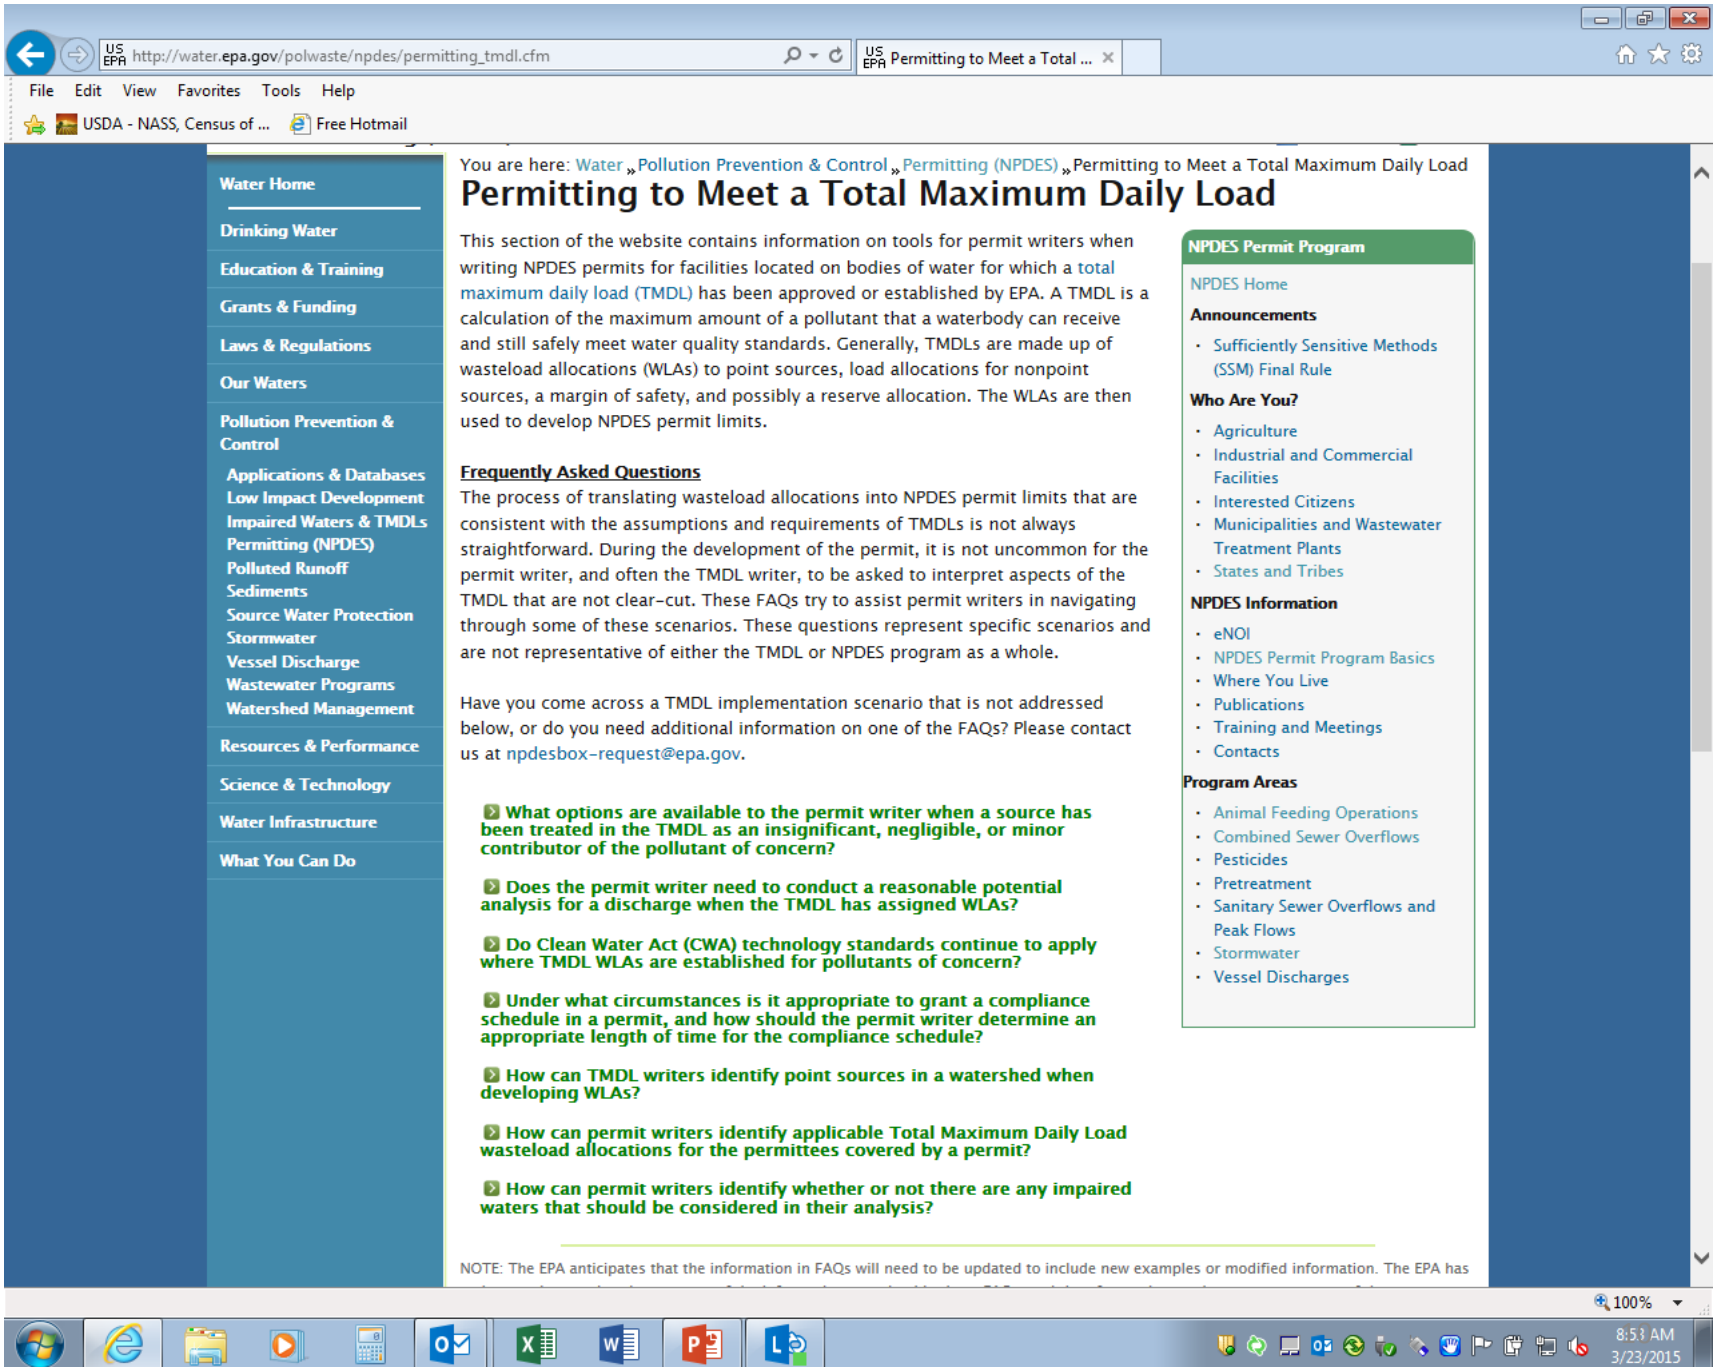 US
EPA
http://water.epa.gov/polwaste/npdes/permitting_tmdl.cfm
US
EPA
Permitting to Meet a Total ...
File Edit View Favorites Tools Help
USDA - NASS, Census of ...
Free Hotmail
Water Home
Drinking Water
Education & Training
Grants & Funding
Laws & Regulations
Our Waters
Pollution Prevention &
Control
Applications & Databases
Low Impact Development
Impaired Waters & TMDLs
Permitting (NPDES)
Polluted Runoff
Sediments
Source Water Protection
Stormwater
Vessel Discharge
Wastewater Programs
Watershed Management
Resources & Performance
Science & Technology
Water Infrastructure
What You Can Do
You are here: Water » Pollution Prevention & Control » Permitting (NPDES) » Permitting to Meet a Total Maximum Daily Load
Permitting to Meet a Total Maximum Daily Load
This section of the website contains information on tools for permit writers when
writing NPDES permits for facilities located on bodies of water for which a total
maximum daily load (TMDL) has been approved or established by EPA. A TMDL is a
calculation of the maximum amount of a pollutant that a waterbody can receive
and still safely meet water quality standards. Generally, TMDLs are made up of
wasteload allocations (WLAs) to point sources, load allocations for nonpoint
sources, a margin of safety, and possibly a reserve allocation. The WLAs are then
used to develop NPDES permit limits.
Frequently Asked Questions
The process of translating wasteload allocations into NPDES permit limits that are
consistent with the assumptions and requirements of TMDLs is not always
straightforward. During the development of the permit, it is not uncommon for the
permit writer, and often the TMDL writer, to be asked to interpret aspects of the
TMDL that are not clear-cut. These FAQs try to assist permit writers in navigating
through some of these scenarios. These questions represent specific scenarios and
are not representative of either the TMDL or NPDES program as a whole.
Have you come across a TMDL implementation scenario that is not addressed
below, or do you need additional information on one of the FAQs? Please contact
us at npdesbox-request@epa.gov.
What options are available to the permit writer when a source has
been treated in the TMDL as an insignificant, negligible, or minor
contributor of the pollutant of concern?
Does the permit writer need to conduct a reasonable potential
analysis for a discharge when the TMDL has assigned WLAs?
Do Clean Water Act (CWA) technology standards continue to apply
where TMDL WLAs are established for pollutants of concern?
Under what circumstances is it appropriate to grant a compliance
schedule in a permit, and how should the permit writer determine an
appropriate length of time for the compliance schedule?
How can TMDL writers identify point sources in a watershed when
developing WLAs?
How can permit writers identify applicable Total Maximum Daily Load
wasteload allocations for the permittees covered by a permit?
How can permit writers identify whether or not there are any impaired
waters that should be considered in their analysis?
NOTE: The EPA anticipates that the information in FAQs will need to be updated to include new examples or modified information. The EPA has
NPDES Permit Program
NPDES Home
Announcements
· Sufficiently Sensitive Methods
(SSM) Final Rule
Who Are You?
· Agriculture
· Industrial and Commercial
Facilities
· Interested Citizens
· Municipalities and Wastewater
Treatment Plants
· States and Tribes
NPDES Information
· eNOI
· NPDES Permit Program Basics
· Where You Live
· Publications
· Training and Meetings
· Contacts
Program Areas
· Animal Feeding Operations
· Combined Sewer Overflows
· Pesticides
· Pretreatment
· Sanitary Sewer Overflows and
Peak Flows
· Stormwater
· Vessel Discharges
100%
8:53 AM
3/23/2015